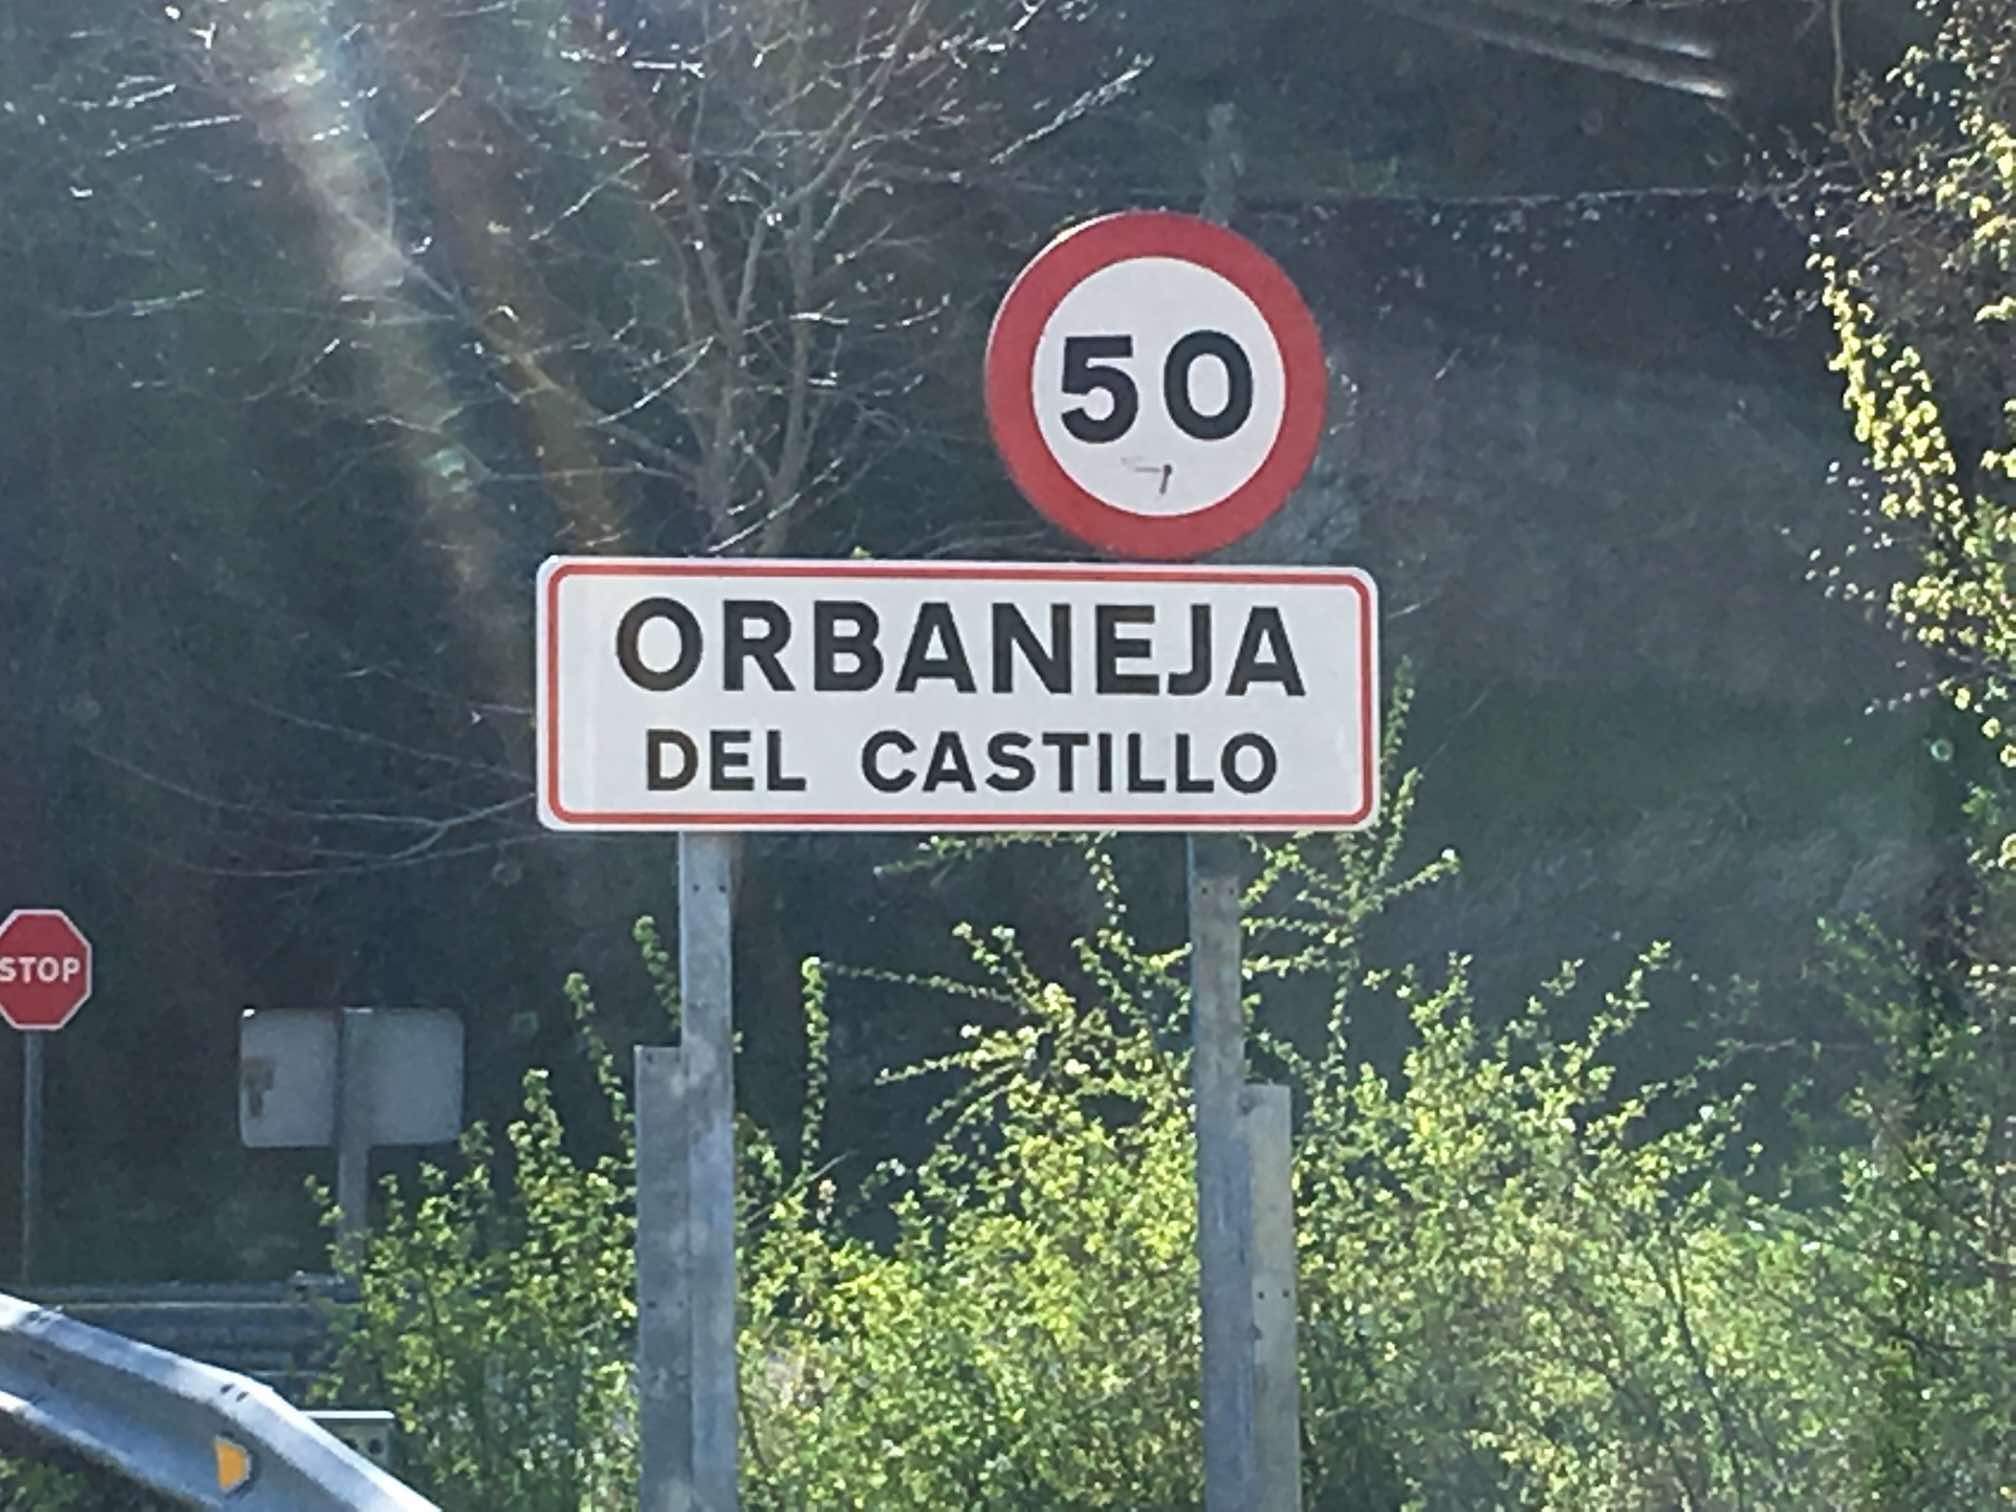 50
ORBANEJA
DEL CASTILLO
STOP